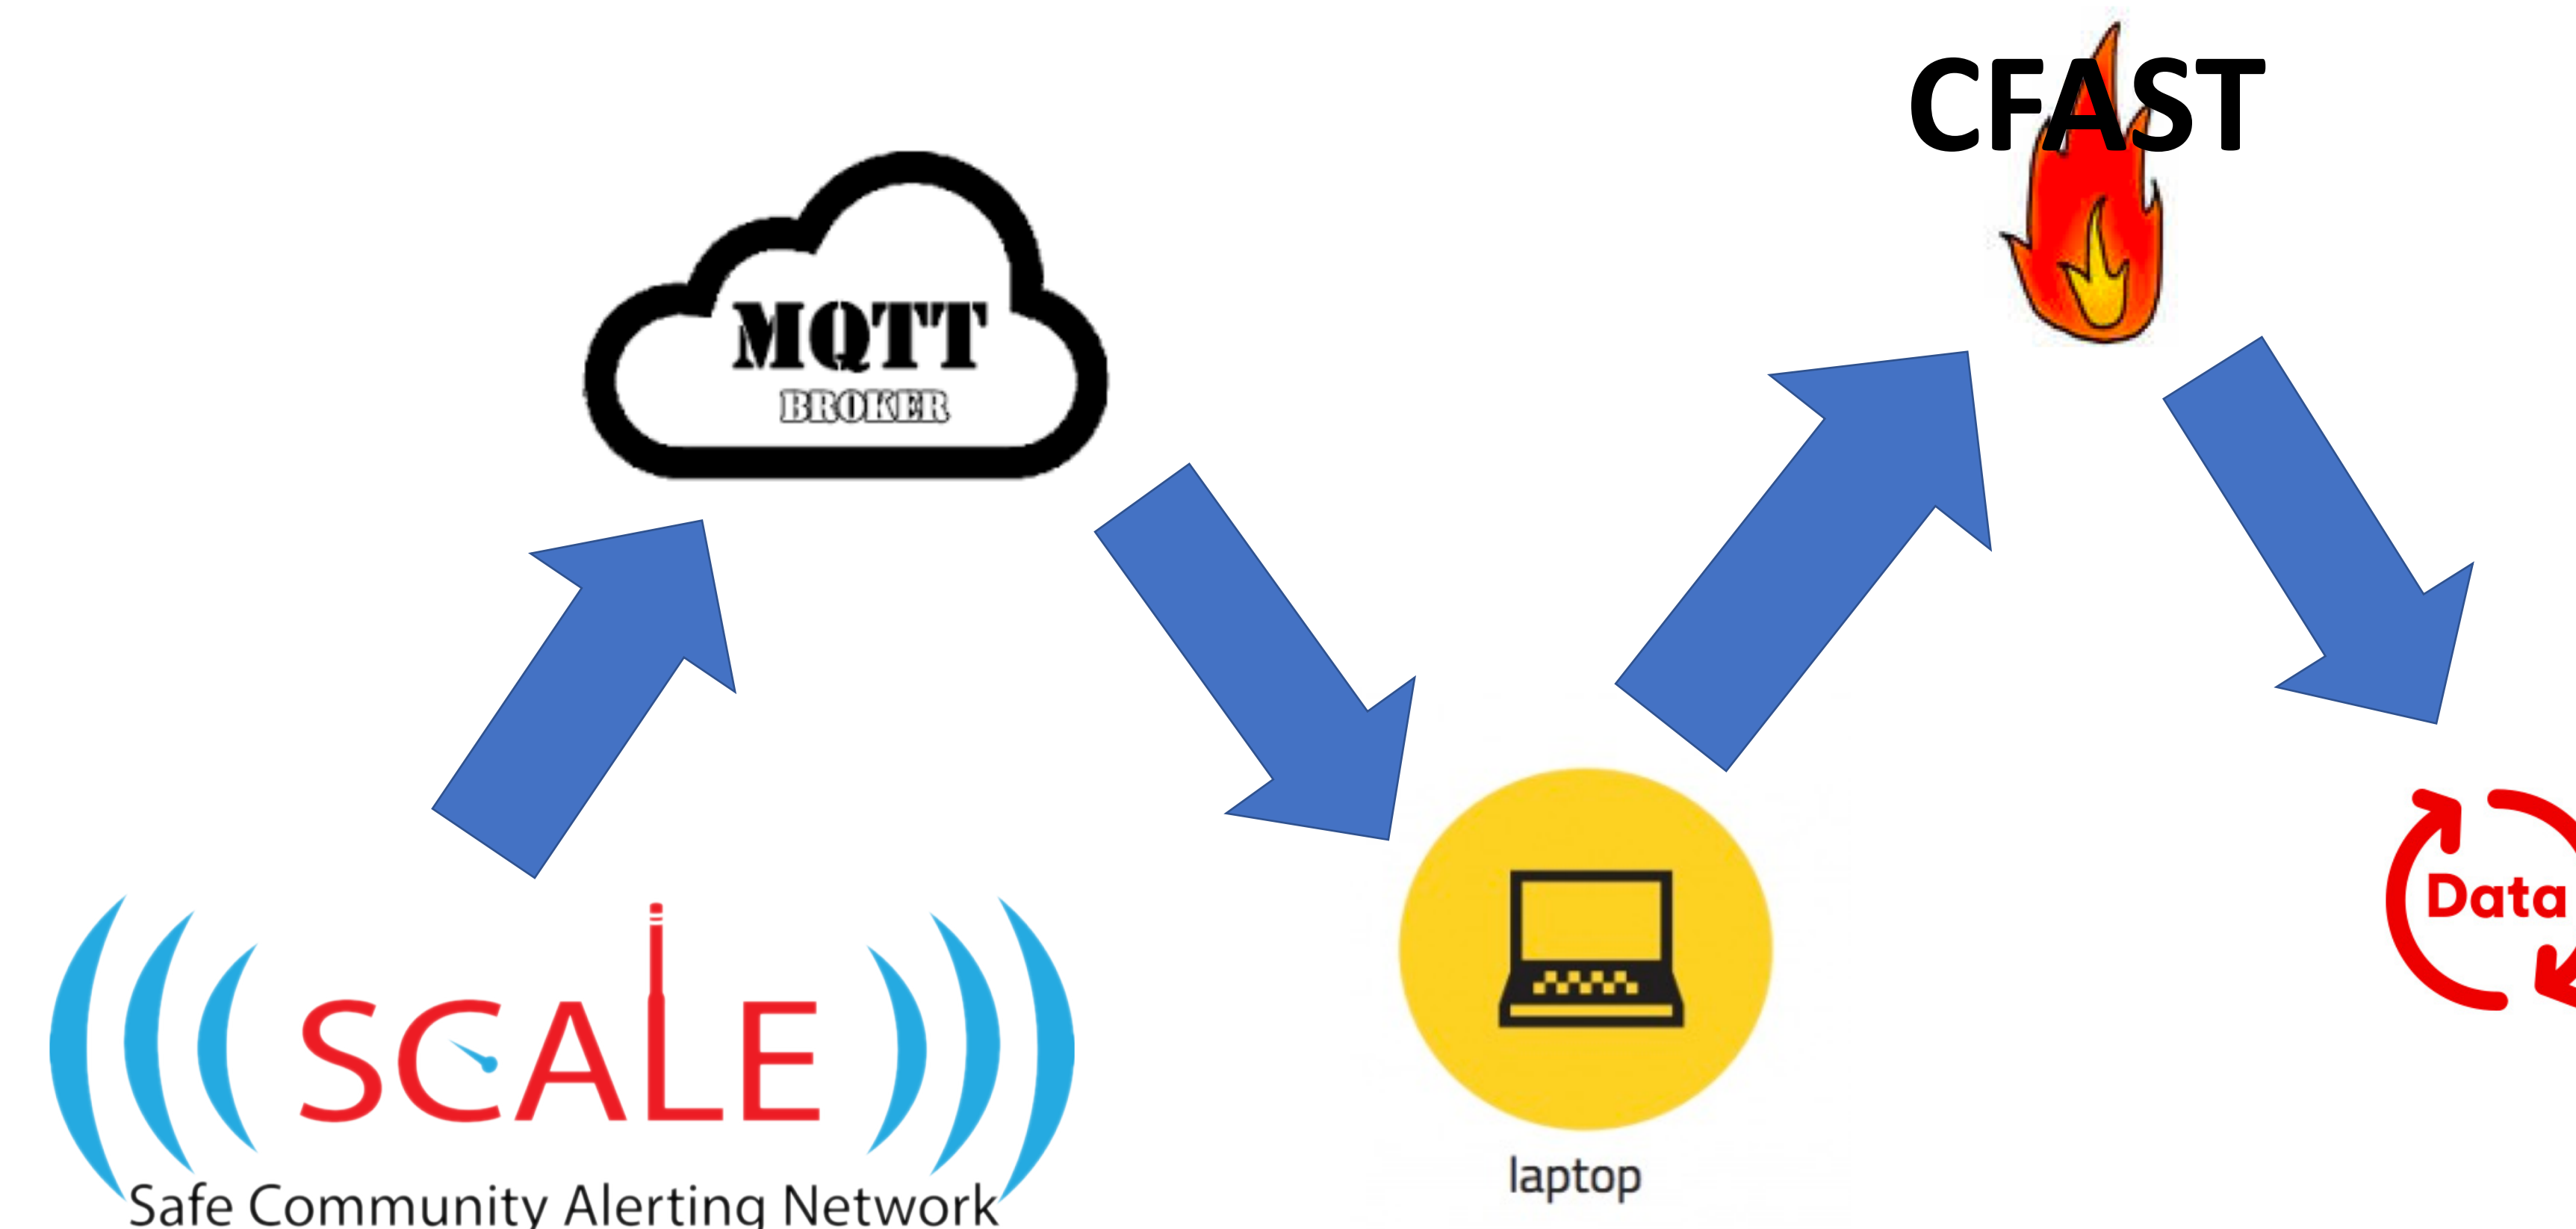 CFAST
MQTT
BROKER
Data
SCALE
laptop
Safe Community Alerting Network